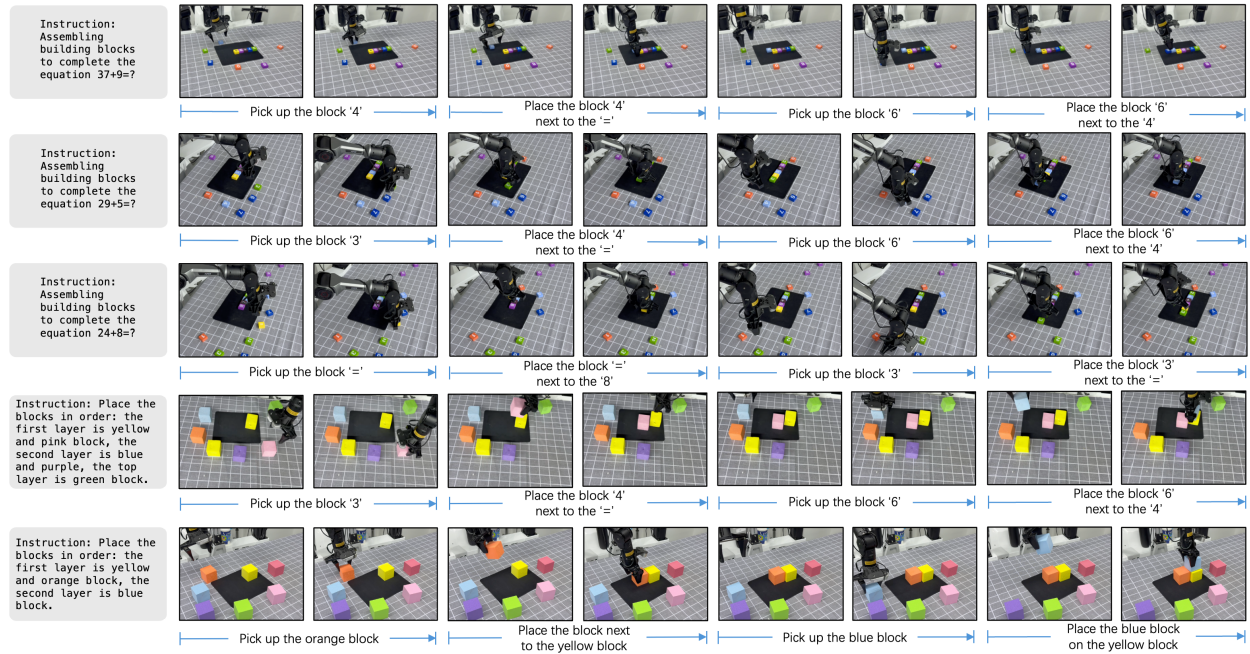 Instruction:
Assembling
building blocks
to complete the
equation 37+9=?
Pick up the block ‘4’
Place the block ‘4’
next to the ‘=’
Pick up the block ‘6’
Place the block ‘6’
next to the ‘4’
Instruction:
Assembling
building blocks
to complete the
equation 29+5=?
Pick up the block ‘3’
Place the block ‘4’
next to the ‘=’
Pick up the block ‘6’
Place the block ‘6’
next to the ‘4’
Instruction:
Assembling
building blocks
to complete the
equation 24+8=?
Pick up the block ‘=’
Place the block ‘=’
next to the ‘8’
Pick up the block ‘3’
Place the block ‘3’
next to the ‘=’
Instruction: Place the
blocks in order: the
first layer is yellow
and pink block, the
second layer is blue
and purple, the top
layer is green block.
Pick up the block ‘3’
Place the block ‘4’
next to the ‘=’
Pick up the block ‘6’
Place the block ‘6’
next to the ‘4’
Instruction: Place the
blocks in order: the
first layer is yellow
and orange block, the
second layer is blue
block.
Pick up the orange block
Place the block next
to the yellow block
Pick up the blue block
Place the blue block
on the yellow block